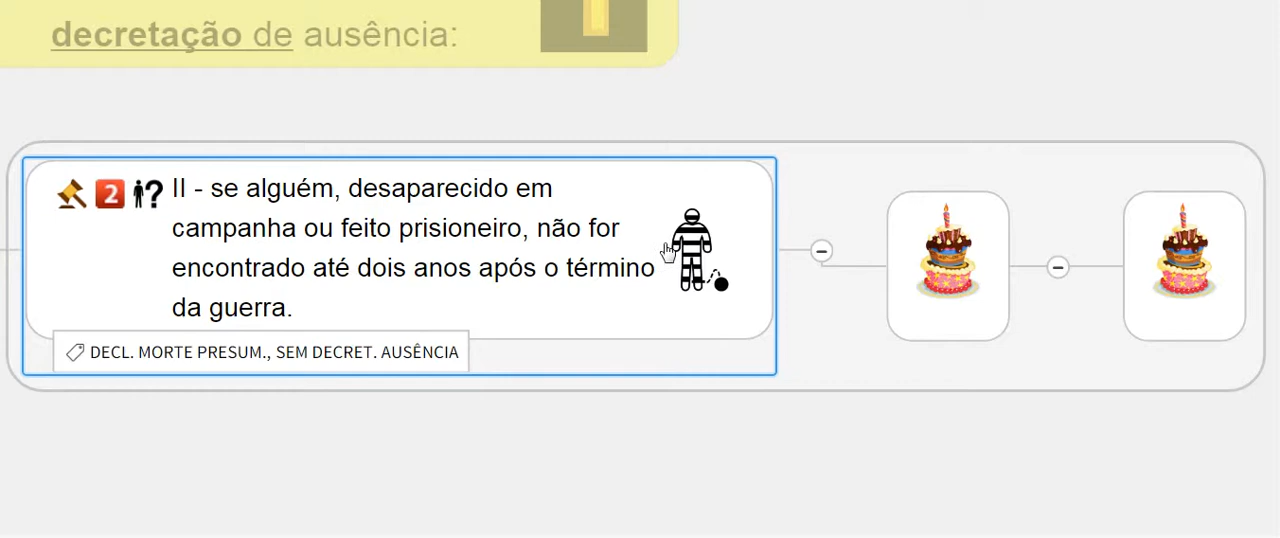 decretação de ausência:
2 ? II - se alguém, desaparecido em
campanha ou feito prisioneiro, não for
encontrado até dois anos após o término
da guerra.
DECL. MORTE PRESUM., SEM DECRET. AUSÊNCIA